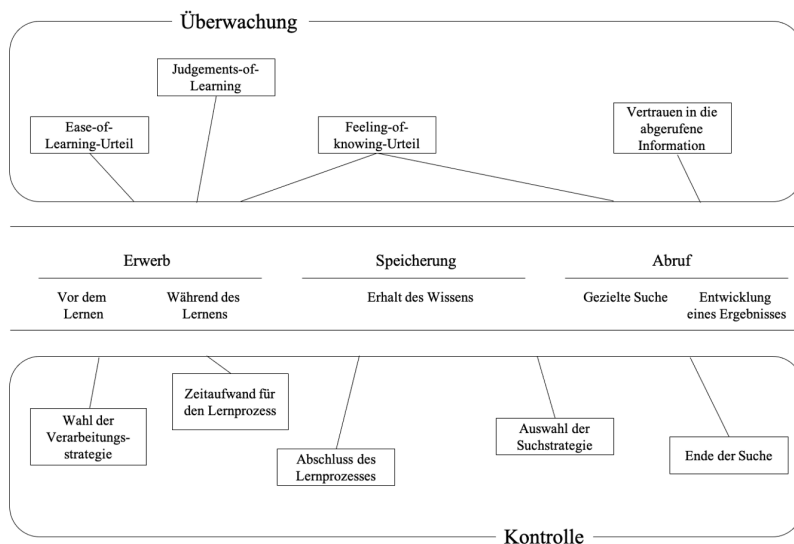 Überwachung
Judgements-of-
Learning
Ease-of-
Learning-Urteil
Feeling-of-
knowing-Urteil
Vertrauen in die
abgerufene
Information
Erwerb
Speicherung
Abruf
Vor dem
Lernen
Während des
Lernens
Erhalt des Wissens
Gezielte Suche
Entwicklung
eines Ergebnisses
Wahl der
Verarbeitungs-
strategie
Zeitaufwand für
den Lernprozess
Abschluss des
Lernprozesses
Auswahl der
Suchstrategie
Ende der Suche
Kontrolle